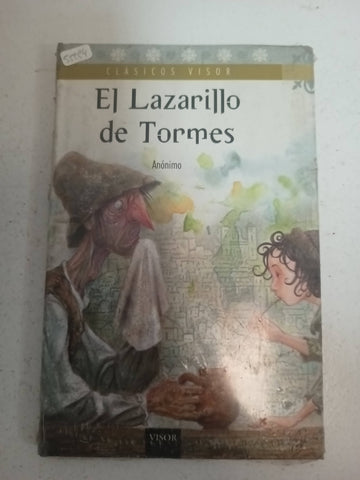 CLÁSICOS VISOR
El Lazarillo
de Tormes
Anónimo
VISOR